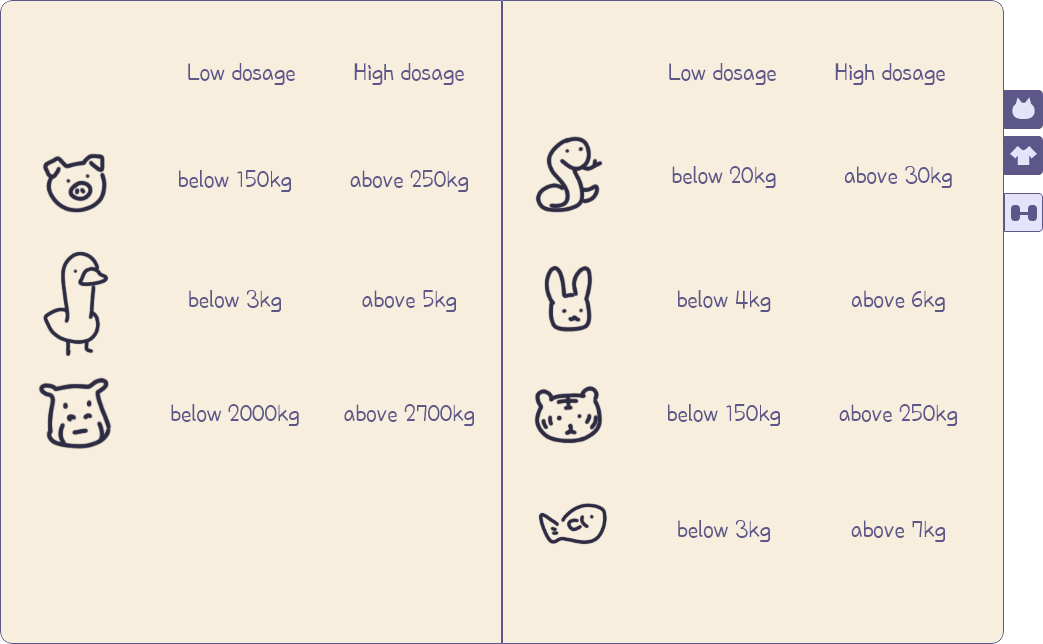 Low dosage High dosage
below 150kg above 250kg
below 3kg above 5kg
below 2000kg above 2700kg
Low dosage High dosage
below 20kg above 30kg
below 4kg above 6kg
below 150kg above 250kg
below 3kg above 7kg